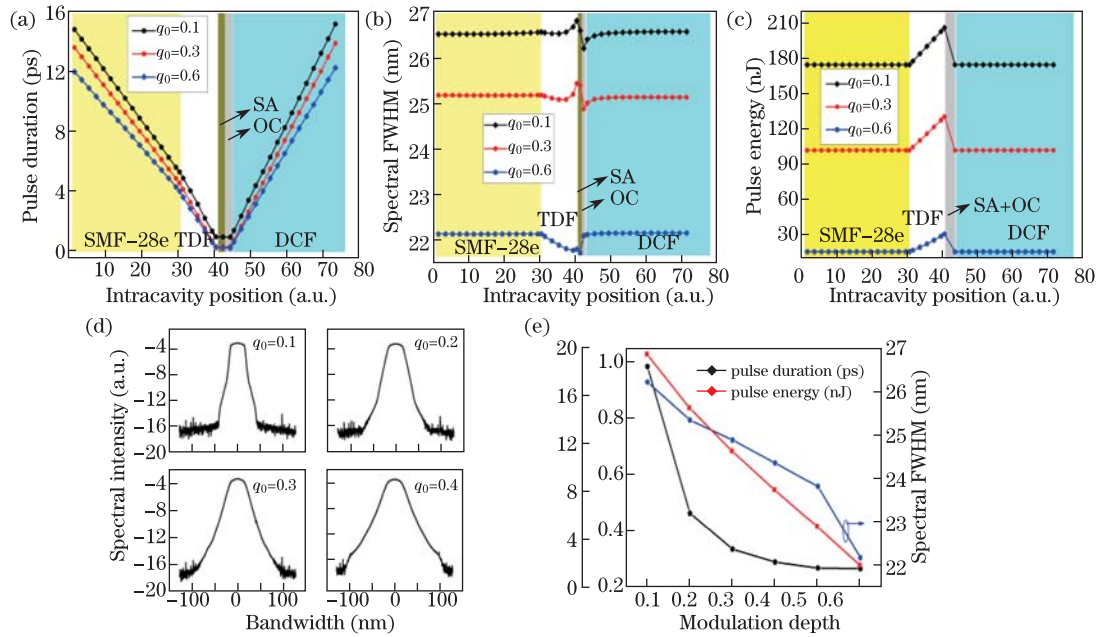 (a)
Pulse duration (ps)
16
12
8
4
0
q0=0.1
q0=0.3
q0=0.6
SA
OC
SMF-28e
TDF
DCF
0 10 20 30 40 50 60 70 80
Intracavity position (a.u.)
(b)
Spectral FWHM (nm)
27
26
25
24
23
22
q0=0.1
q0=0.3
q0=0.6
SA
OC
TDF
SMF-28e
DCF
0 10 20 30 40 50 60 70 80
Intracavity position (a.u.)
(c)
Pulse energy (nJ)
240
210
180
150
120
90
60
30
q0=0.1
q0=0.3
q0=0.6
TDF
SA+OC
SMF-28e
DCF
0 10 20 30 40 50 60 70 80
Intracavity position (a.u.)
(d)
Spectral intensity (a.u.)
-4
-8
-12
-16
-20
q0=0.1
q0=0.2
-4
-8
-12
-16
-20
q0=0.3
q0=0.4
-100 0 100
-100 0 100
Bandwidth (nm)
(e)
20
16
12
8
4
2
0
1.0
0.8
0.6
0.4
0.2
pulse duration (ps)
pulse energy (nJ)
27
26
25
24
23
22
Spectral FWHM (nm)
0.1 0.2 0.3 0.4 0.5 0.6
Modulation depth